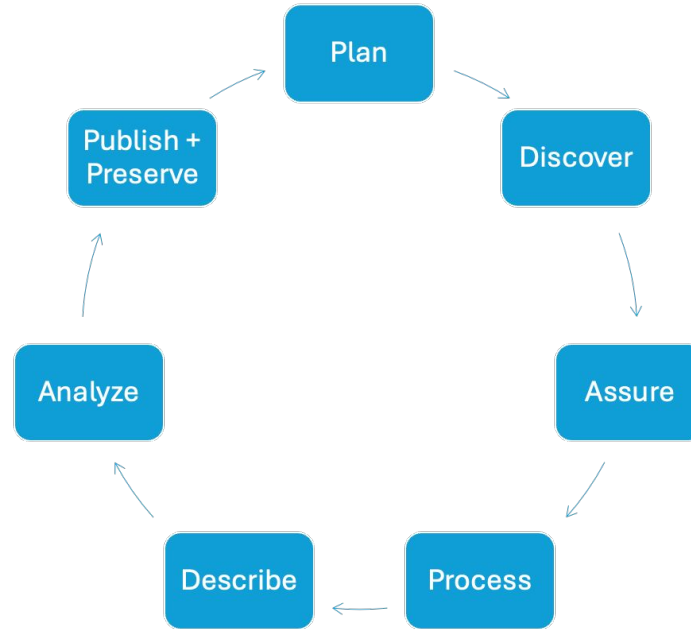 Plan
Discover
Assure
Process
Describe
Analyze
Publish +
Preserve